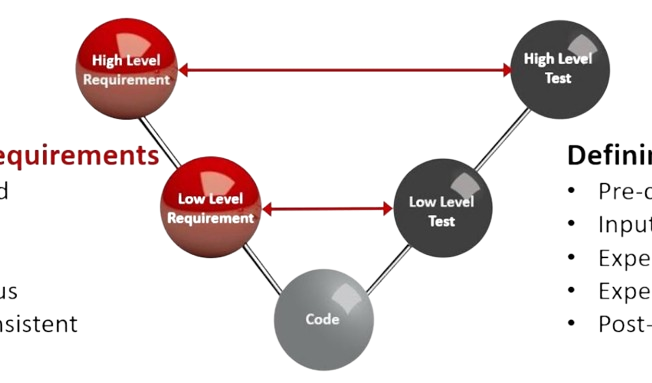 High Level
Requirement
High Level
Test
equirements
d
Low Level
Requirement
us
nsistent
Low Level
Test
Code
Definin
• Pre-c
• Input
• Expe
• Expe
• Post-